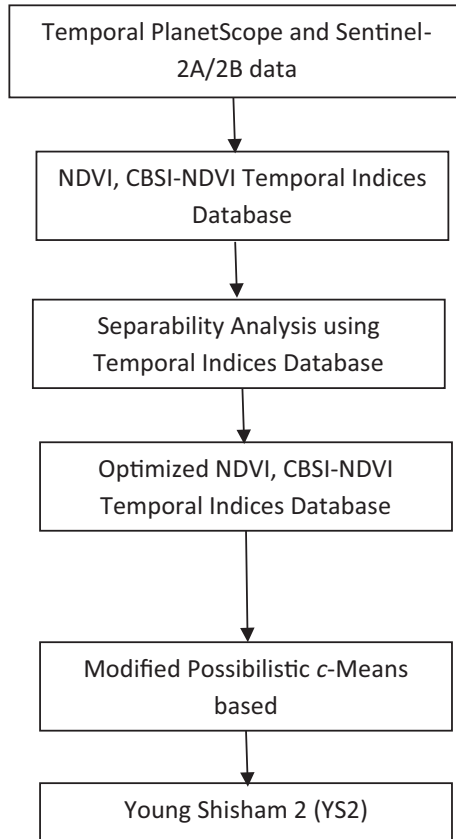 Temporal PlanetScope and Sentinel-
2A/2B data
NDVI, CBSI-NDVI Temporal Indices
Database
Separability Analysis using
Temporal Indices Database
Optimized NDVI, CBSI-NDVI
Temporal Indices Database
Modified Possibilistic c-Means
based
Young Shisham 2 (YS2)